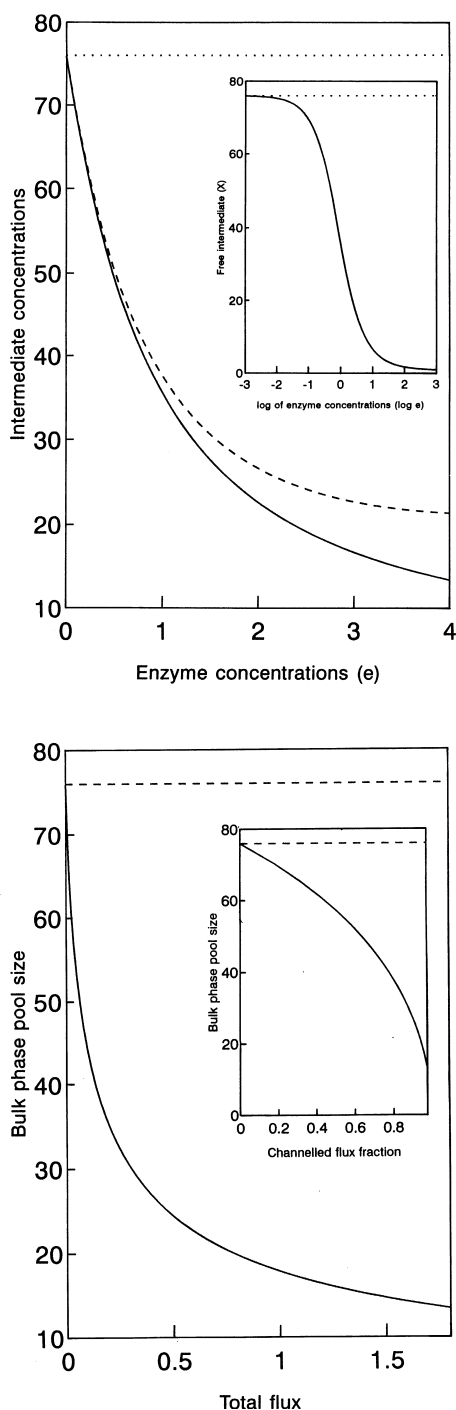 80
70
60
50
40
30
20
10
Intermediate concentrations
0 1 2 3 4
Enzyme concentrations (e)
80
60
40
20
0
Free intermediate (X)
-3 -2 -1 0 1 2 3
log of enzyme concentrations (log e)
80
70
60
50
40
30
20
10
Bulk phase pool size
0 0.5 1 1.5
Total flux
80
60
40
20
0
Bulk phase pool size
0 0.2 0.4 0.6 0.8
Channelled flux fraction